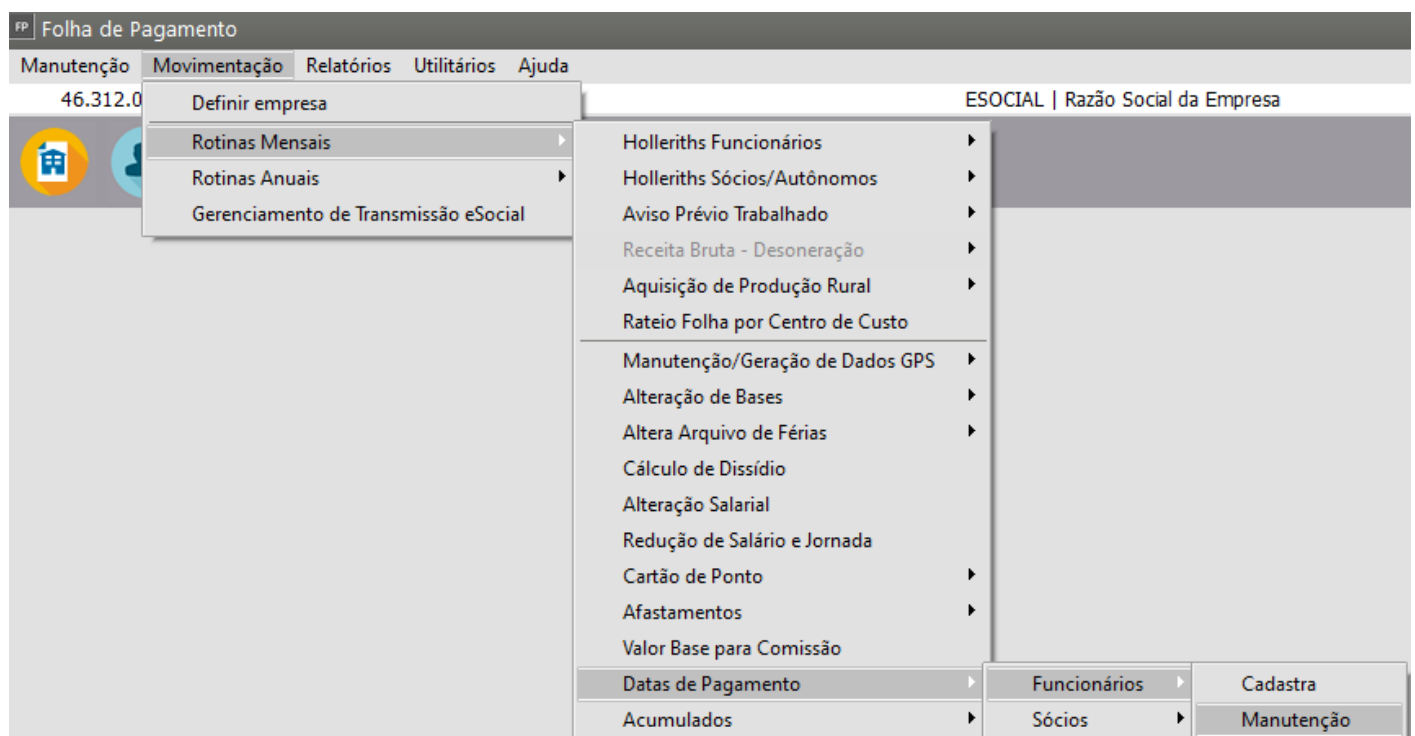 FP Folha de Pagamento
Manutenção Movimentação Relatórios Utilitários Ajuda
46.312.0
ESOCIAL | Razão Social da Empresa
Definir empresa
Rotinas Mensais
Rotinas Anuais
Gerenciamento de Transmissão eSocial
Holleriths Funcionários
Holleriths Sócios/Autônomos
Aviso Prévio Trabalhado
Receita Bruta - Desoneração
Aquisição de Produção Rural
Rateio Folha por Centro de Custo
Manutenção/Geração de Dados GPS
Alteração de Bases
Altera Arquivo de Férias
Cálculo de Dissídio
Alteração Salarial
Redução de Salário e Jornada
Cartão de Ponto
Afastamentos
Valor Base para Comissão
Datas de Pagamento
Acumulados
Funcionários
Sócios
Cadastra
Manutenção